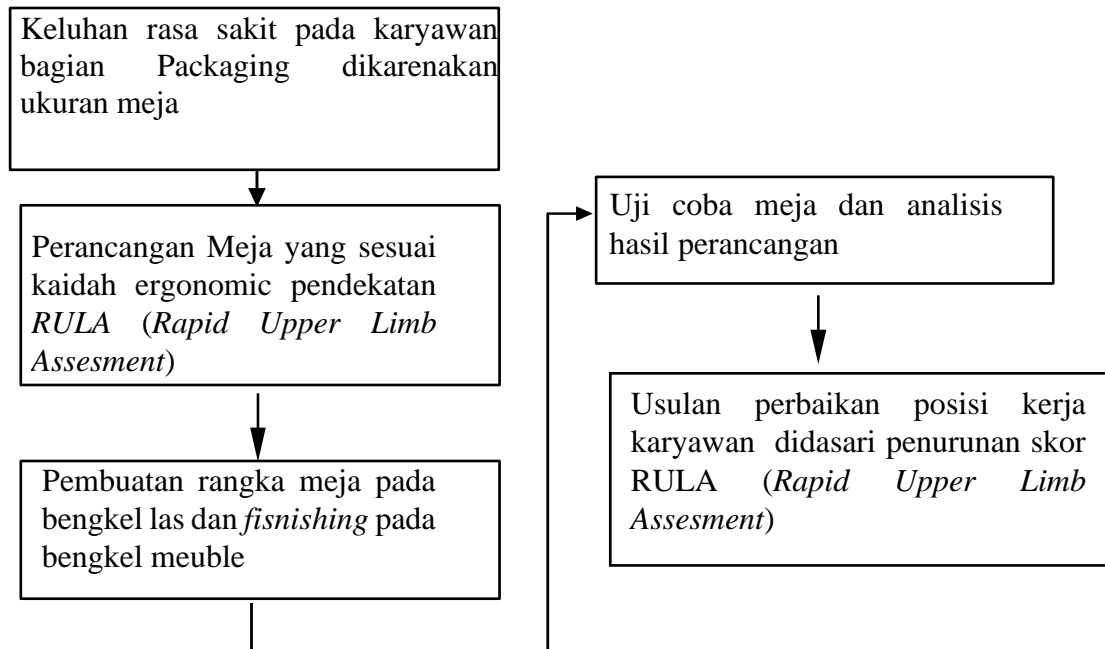 Keluhan rasa sakit pada karyawan
bagian Packaging dikarenakan
ukuran meja
Perancangan Meja yang sesuai
kaidah ergonomic pendekatan
RULA (Rapid Upper Limb
Assesment)
Pembuatan rangka meja pada
bengkel las dan fisnishing pada
bengkel meuble
Uji coba meja dan analisis
hasil perancangan
Usulan perbaikan posisi kerja
karyawan didasari penurunan skor
RULA (Rapid Upper Limb
Assesment)